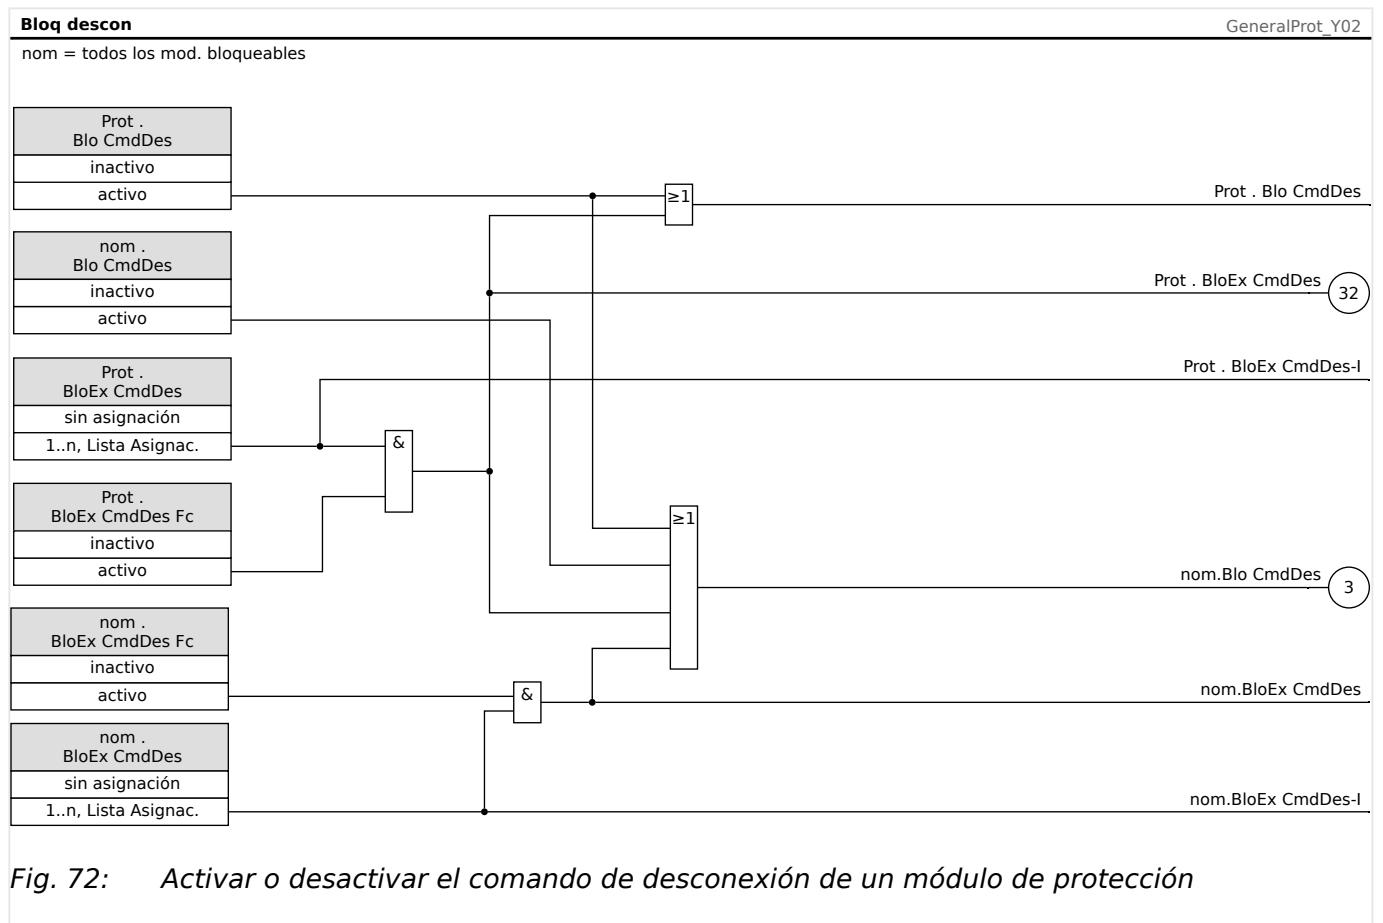 Bloq descon
GeneralProt_Y02
nom = todos los mod. bloqueables
Prot .
Blo CmdDes
inactivo
activo
≥1
Prot . Blo CmdDes
nom .
Blo CmdDes
inactivo
activo
Prot . BloEx CmdDes
32
Prot .
BloEx CmdDes
sin asignación
1..n, Lista Asignac.
Prot . BloEx CmdDes-I
&
Prot .
BloEx CmdDes Fc
inactivo
activo
≥1
nom.Blo CmdDes
3
nom .
BloEx CmdDes Fc
inactivo
activo
&
nom.BloEx CmdDes
nom .
BloEx CmdDes
sin asignación
1..n, Lista Asignac.
nom.BloEx CmdDes-I
Fig. 72: Activar o desactivar el comando de desconexión de un módulo de protección